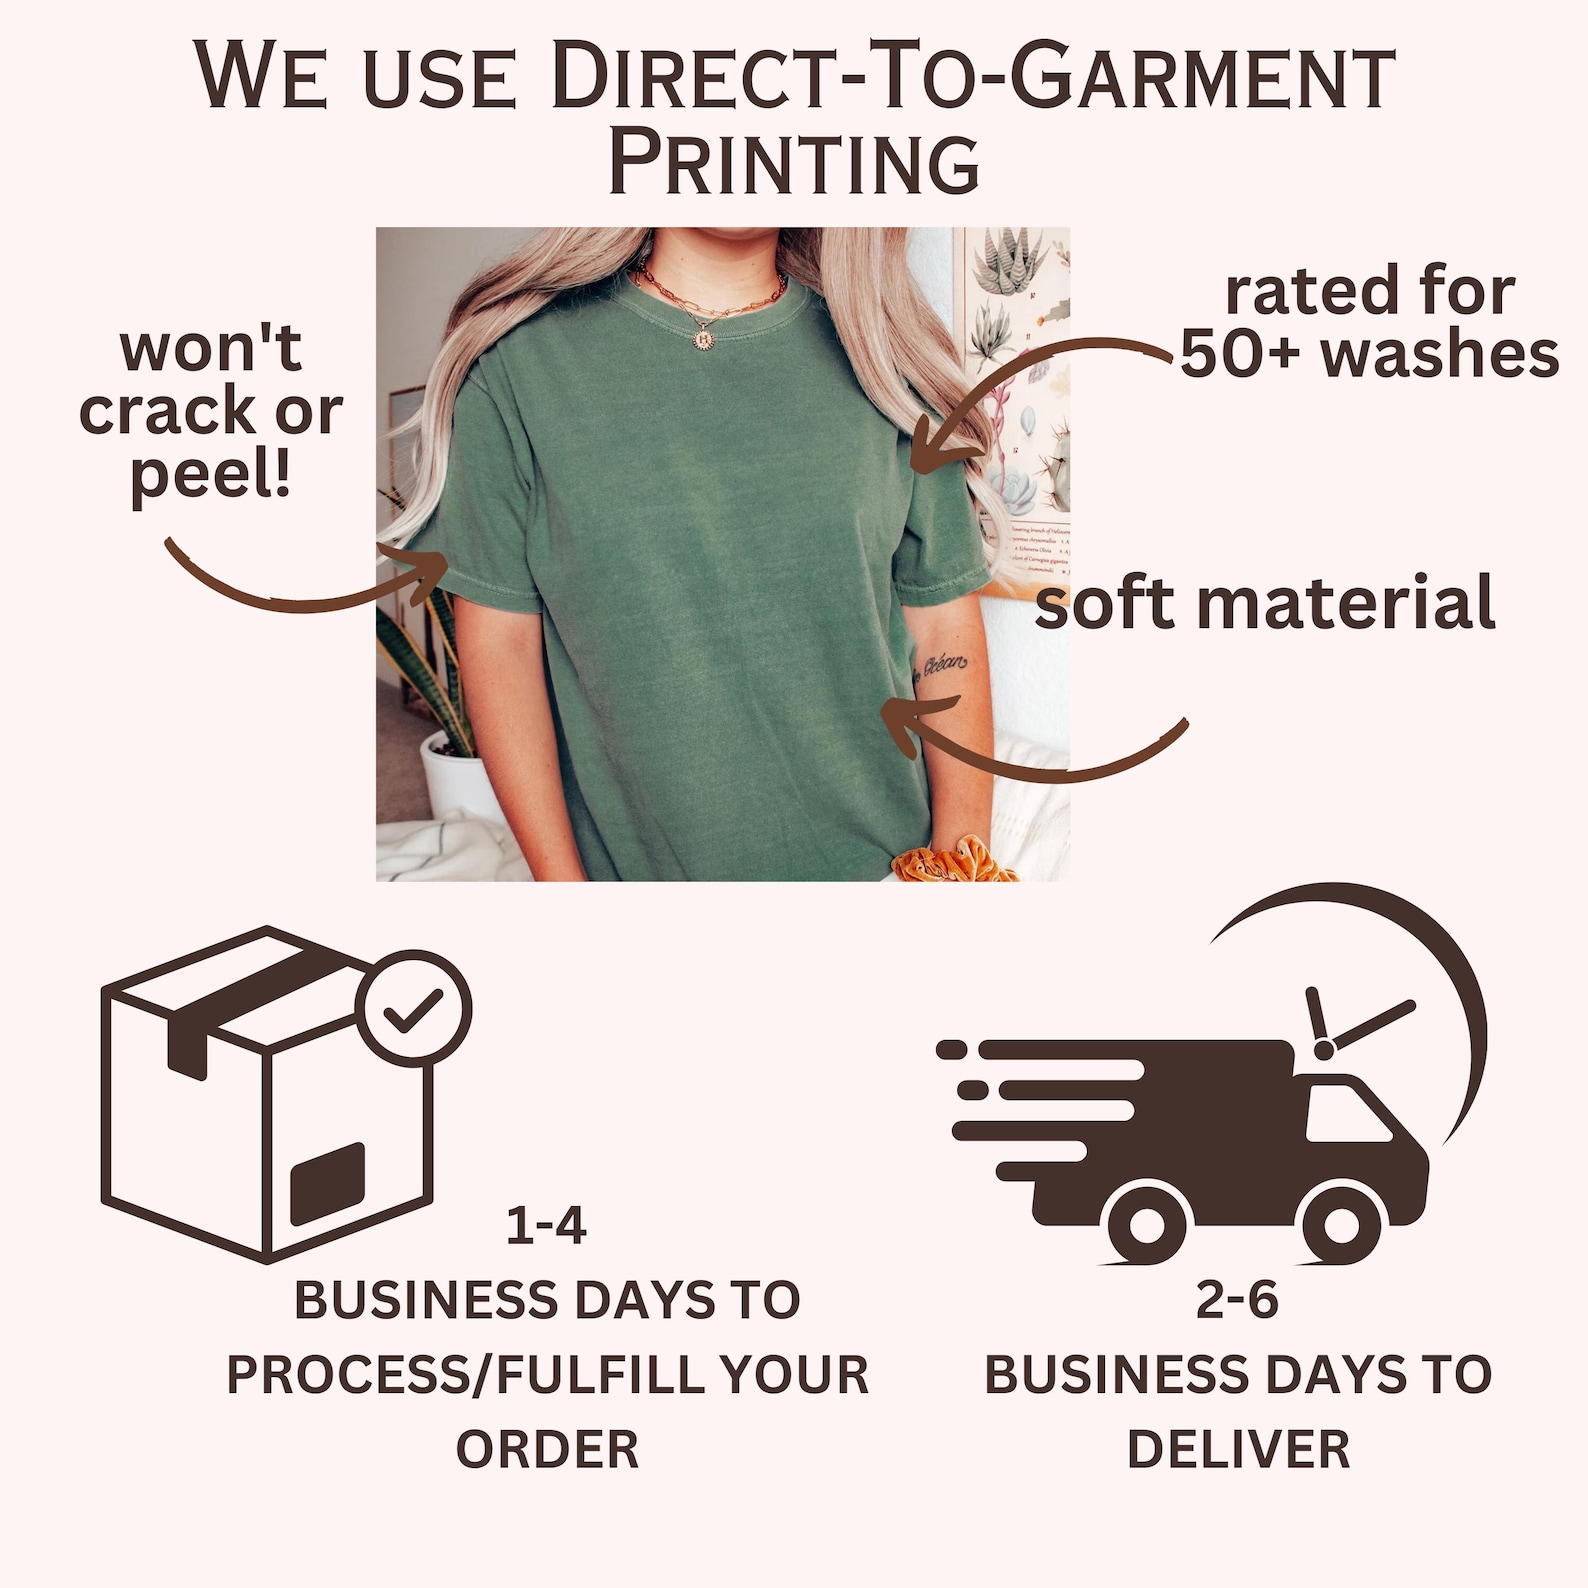 WE USE DIRECT-TO-GARMENT
PRINTING
won't
crack or
peel!
rated for
50+ washes
soft material
Océan
1-4
BUSINESS DAYS TO
PROCESS/FULFILL YOUR
ORDER
2-6
BUSINESS DAYS TO
DELIVER